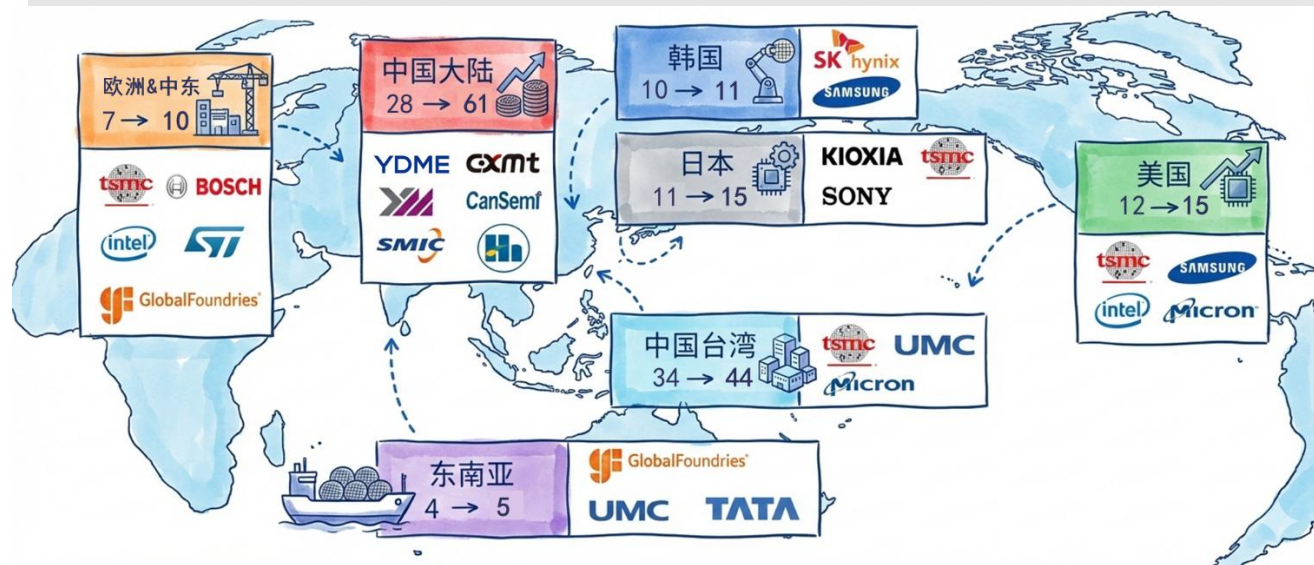 欧洲&中东
7 → 10
tsmc
BOSCH
intel
ST
GlobalFoundries
中国大陆
28 → 61
YDME
cxmt
CanSemi
SMIC
韩国
10 → 11
SK hynix
SAMSUNG
日本
11 → 15
KIOXIA
tsmc
SONY
美国
12 → 15
tsmc
SAMSUNG
intel
Micron
中国台湾
34 → 44
tsmc
UMC
Micron
东南亚
4 → 5
GlobalFoundries
UMC
TATA